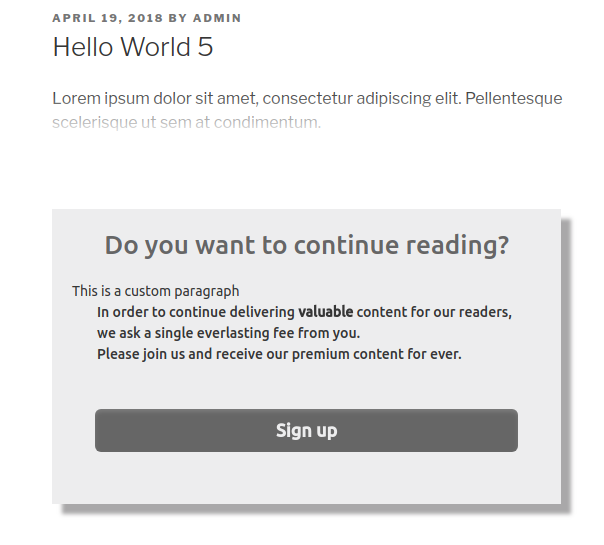 APRIL 19, 2018 BY ADMIN
Hello World 5
Lorem ipsum dolor sit amet, consectetur adipiscing elit. Pellentesque
scelerisque ut sem at condimentum.
Do you want to continue reading?
This is a custom paragraph
In order to continue delivering valuable content for our readers,
we ask a single everlasting fee from you.
Please join us and receive our premium content for ever.
Sign up